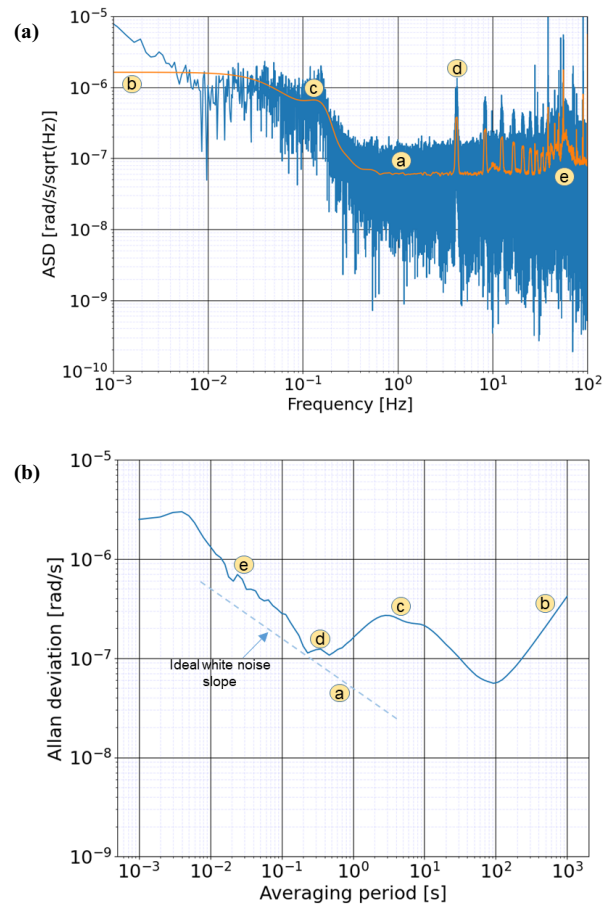 (a)
10⁻⁵
10⁻⁶
10⁻⁷
10⁻⁸
10⁻⁹
10⁻¹⁰
ASD [rad/s/sqrt(Hz)]
b
c
a
d
e
10⁻³ 10⁻² 10⁻¹ 10⁰ 10¹ 10²
Frequency [Hz]
(b)
10⁻⁵
10⁻⁶
10⁻⁷
10⁻⁸
10⁻⁹
Allan deviation [rad/s]
e
d
c
b
a
Ideal white noise
slope
10⁻³ 10⁻² 10⁻¹ 10⁰ 10¹ 10² 10³
Averaging period [s]